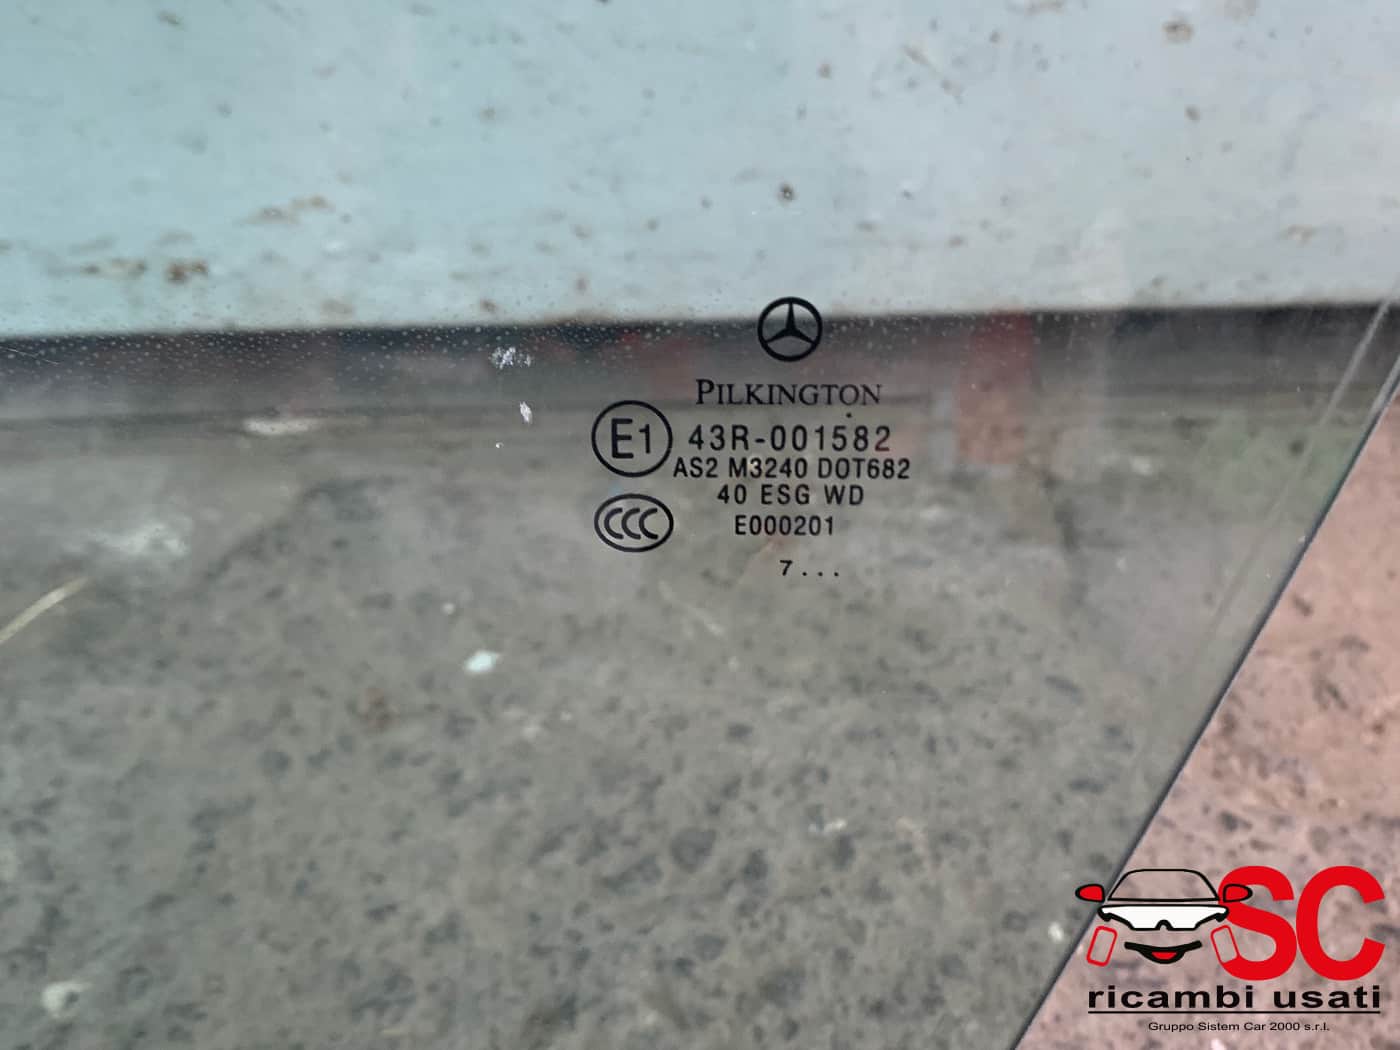 PILKINGTON
E1 43R-001582
AS2 M3240 DOT682
40 ESG WD
CCC E000201
7...
SC
ricambi usati
Gruppo Sistem Car 2000 s.r.l.